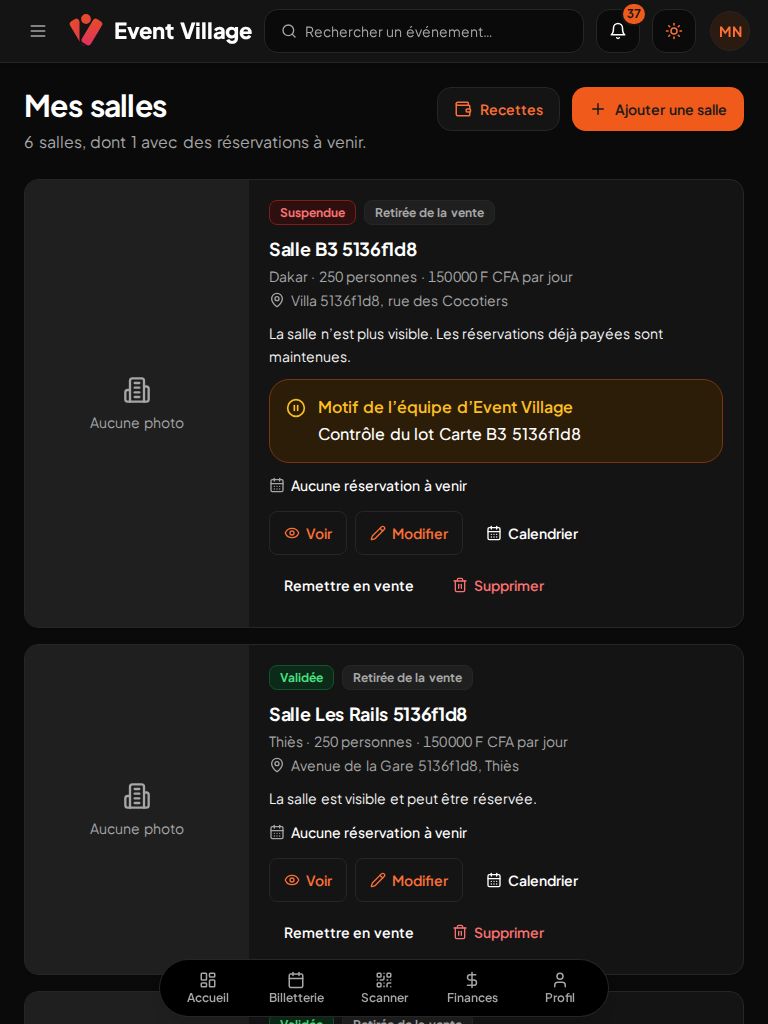 Event Village
Rechercher un événement...
37
MN
Mes salles
6 salles, dont 1 avec des réservations à venir.
Recettes
Ajouter une salle
Aucune photo
Suspendue
Retirée de la vente
Salle B3 5136f1d8
Dakar · 250 personnes · 150000 F CFA par jour
Villa 5136f1d8, rue des Cocotiers
La salle n’est plus visible. Les réservations déjà payées sont
maintenues.
Motif de l’équipe d’Event Village
Contrôle du lot Carte B3 5136f1d8
Aucune réservation à venir
Voir
Modifier
Calendrier
Remettre en vente
Supprimer
Aucune photo
Validée
Retirée de la vente
Salle Les Rails 5136f1d8
Thiès · 250 personnes · 150000 F CFA par jour
Avenue de la Gare 5136f1d8, Thiès
La salle est visible et peut être réservée.
Aucune réservation à venir
Voir
Modifier
Calendrier
Remettre en vente
Supprimer
Accueil
Billetterie
Scanner
Finances
Profil
Validée
Retirée de la vente